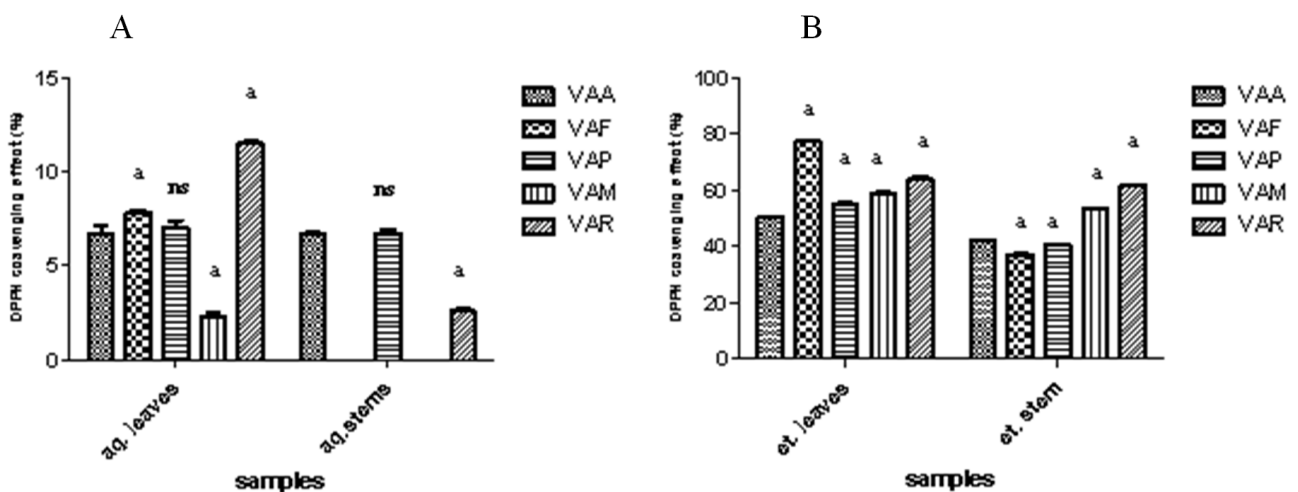 A
DPPH scavenging effect (%)
15
10
5
0
a
ns
a
a
ns
a
aq. leaves
aq.stems
samples
VAA
VAF
VAP
VAM
VAR
B
DPPH scavenging effect (%)
100
80
60
40
20
0
a
a
a
a
a
a
a
a
et. leaves
et. stem
samples
VAA
VAF
VAP
VAM
VAR